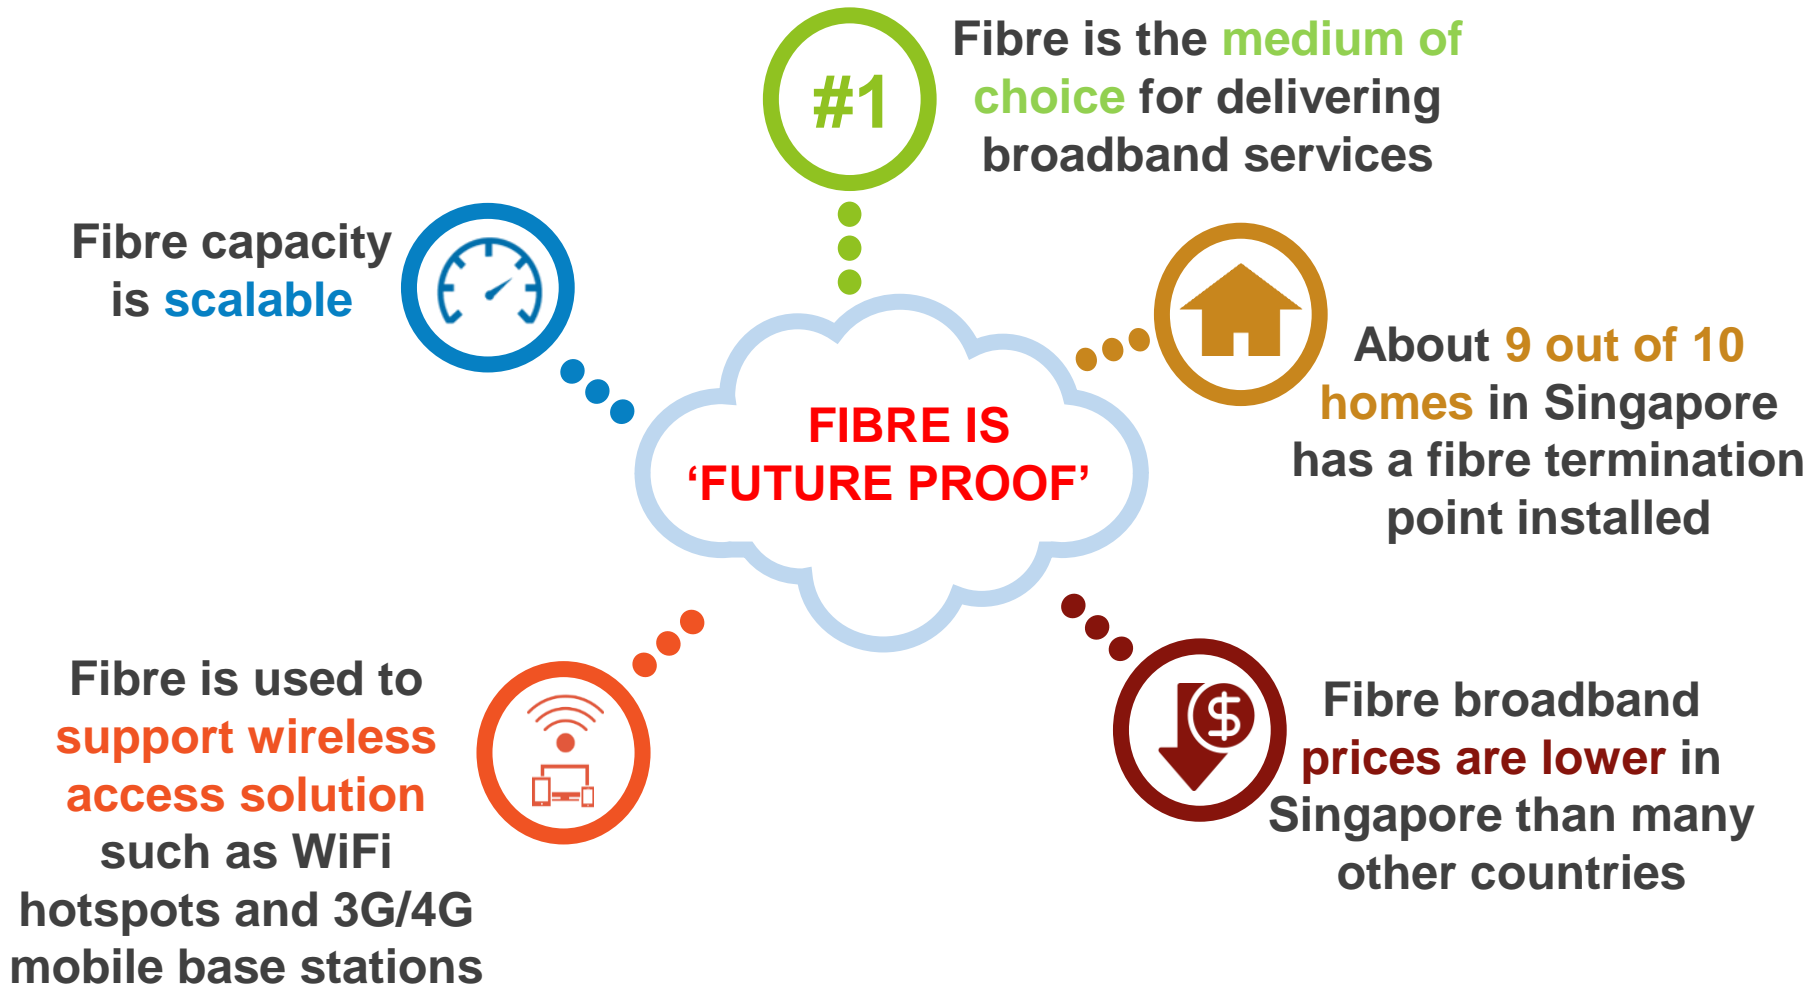 #1
Fibre is the medium of
choice for delivering
broadband services
Fibre capacity
is scalable
FIBRE IS
‘FUTURE PROOF’
About 9 out of 10
homes in Singapore
has a fibre termination
point installed
Fibre is used to
support wireless
access solution
such as WiFi
hotspots and 3G/4G
mobile base stations
$
Fibre broadband
prices are lower in
Singapore than many
other countries